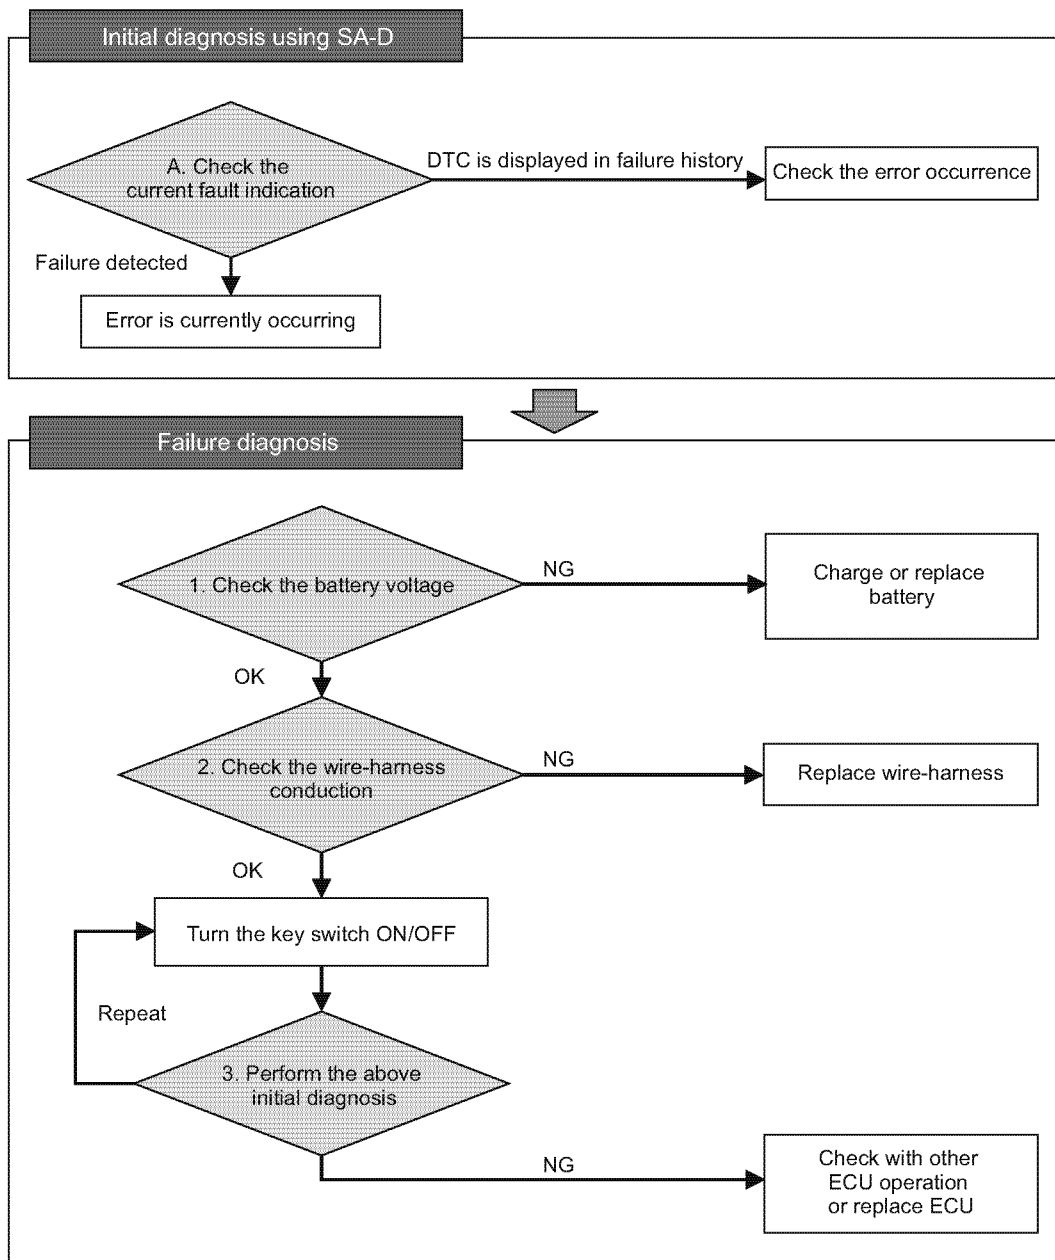 Initial diagnosis using SA-D
A. Check the
current fault indication
DTC is displayed in failure history
Check the error occurrence
Failure detected
Error is currently occurring
Failure diagnosis
1. Check the battery voltage
NG
Charge or replace
battery
OK
2. Check the wire-harness
conduction
NG
Replace wire-harness
OK
Turn the key switch ON/OFF
Repeat
3. Perform the above
initial diagnosis
NG
Check with other
ECU operation
or replace ECU